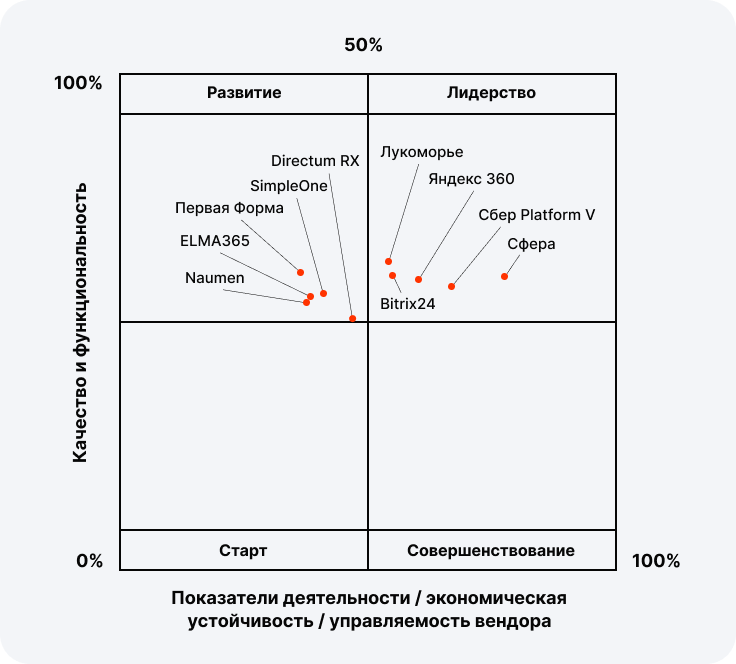 50%
100%
Развитие
Лидерство
Лукоморье
Directum RX
Яндекс 360
SimpleOne
Первая Форма
Сбер Platform V
ELMA365
Сфера
Naumen
Bitrix24
Качество и функциональность
Старт
Совершенствование
0%
100%
Показатели деятельности / экономическая
устойчивость / управляемость вендора